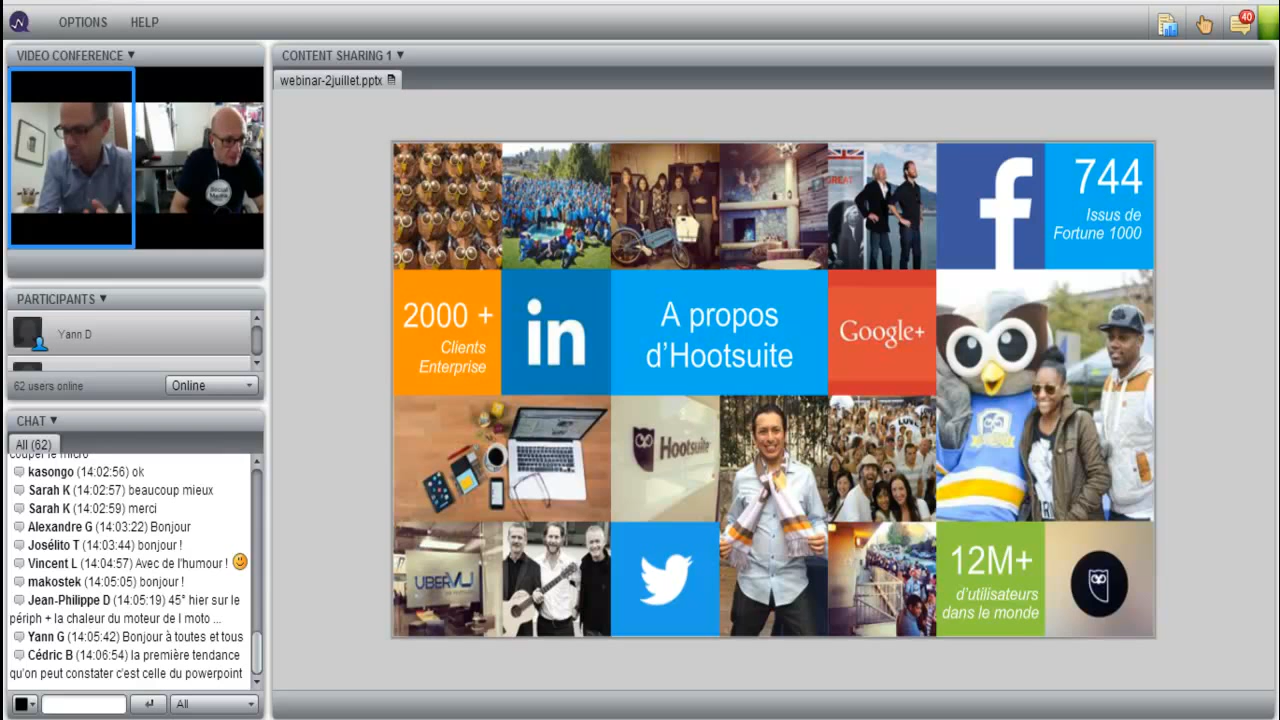 OPTIONS
HELP
40
VIDEO CONFERENCE
CONTENT SHARING 1
webinar-2juillet.pptx
PARTICIPANTS
Yann D
62 users online
Online
CHAT
All (62)
couper le micro
kasongo (14:02:56) ok
Sarah K (14:02:57) beaucoup mieux
Sarah K (14:02:59) merci
Alexandre G (14:03:22) Bonjour
Josélito T (14:03:44) bonjour !
Vincent L (14:04:57) Avec de l'humour !
makostek (14:05:05) bonjour !
Jean-Philippe D (14:05:19) 45° hier sur le
périph + la chaleur du moteur de l moto ...
Yann G (14:05:42) Bonjour à toutes et tous
Cédric B (14:06:54) la première tendance
qu'on peut constater c'est celle du powerpoint
All
GREAT
744
Issus de
Fortune 1000
2000 +
Clients
Enterprise
in
A propos
d'Hootsuite
Google+
Hootsuite
UBERVU
12M+
d'utilisateurs
dans le monde